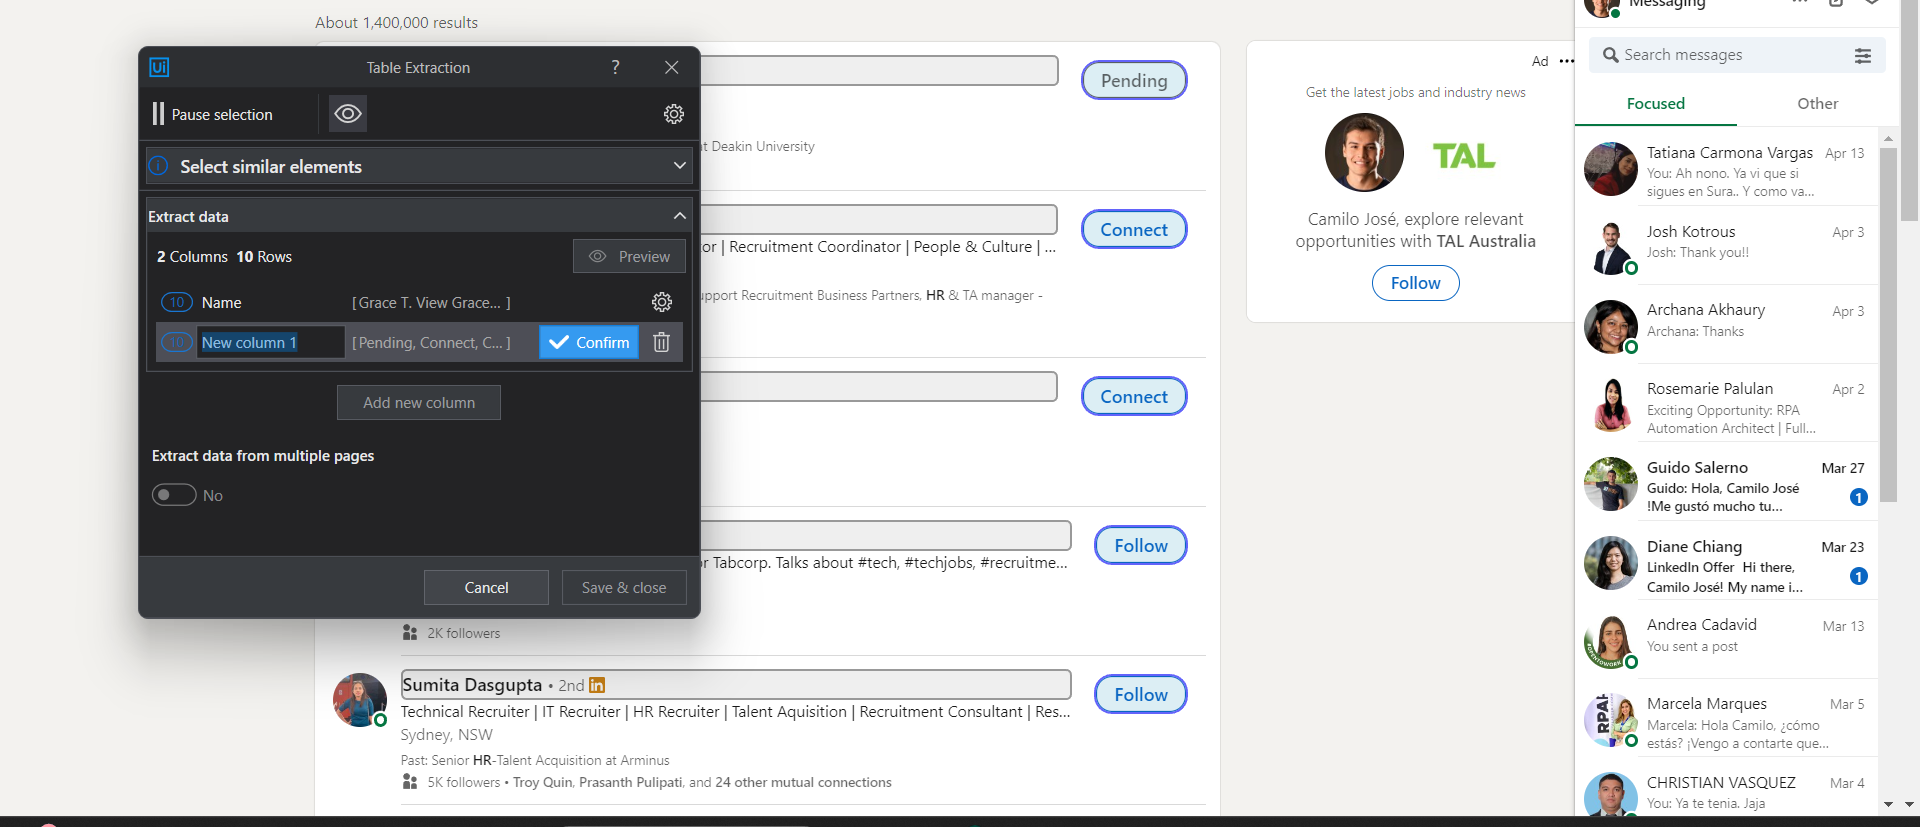 About 1,400,000 results
Ui
Table Extraction
?
Pause selection
Select similar elements
Extract data
2 Columns 10 Rows
Preview
10 Name [ Grace T. View Grace... ]
10 New column 1 [ Pending, Connect, C... ]
Confirm
Add new column
Extract data from multiple pages
No
Cancel
Save & close
Pending
at Deakin University
Connect
or | Recruitment Coordinator | People & Culture | ...
upport Recruitment Business Partners, HR & TA manager -
Connect
Follow
or Tabcorp. Talks about #tech, #techjobs, #recruitme...
2K followers
Sumita Dasgupta • 2nd in
Follow
Technical Recruiter | IT Recruiter | HR Recruiter | Talent Aquisition | Recruitment Consultant | Res...
Sydney, NSW
Past: Senior HR-Talent Acquisition at Arminus
5K followers • Troy Quin, Prasanth Pulipati, and 24 other mutual connections
Ad •••
Get the latest jobs and industry news
TAL
Camilo José, explore relevant
opportunities with TAL Australia
Follow
Messaging
Search messages
Focused
Other
Tatiana Carmona Vargas Apr 13
You: Ah nono. Ya vi que si
sigues en Sura.. Y como va...
Josh Kotrous Apr 3
Josh: Thank you!!
Archana Akhaury Apr 3
Archana: Thanks
Rosemarie Palulan Apr 2
Exciting Opportunity: RPA
Automation Architect | Full...
Guido Salerno Mar 27
Guido: Hola, Camilo José
!Me gustó mucho tu...
1
Diane Chiang Mar 23
LinkedIn Offer Hi there,
Camilo José! My name i...
1
Andrea Cadavid Mar 13
You sent a post
Marcela Marques Mar 5
Marcela: Hola Camilo, ¿cómo
estás? ¡Vengo a contarte que...
CHRISTIAN VASQUEZ Mar 4
You: Ya te tenia. Jaja